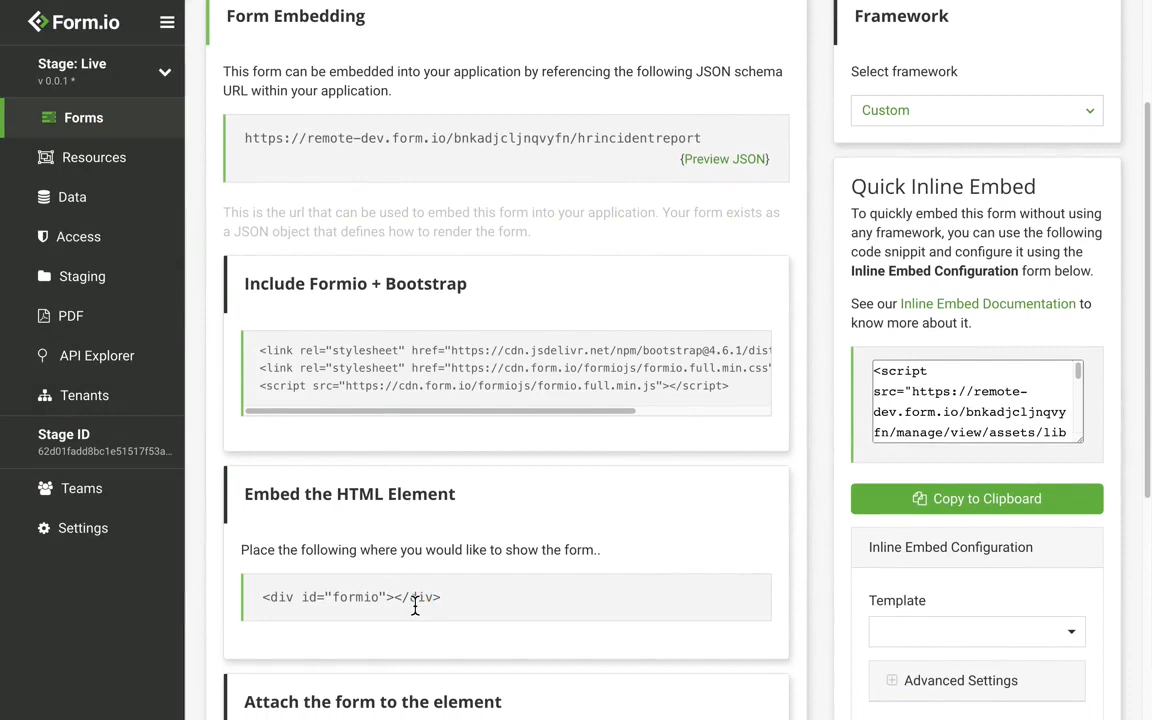 Form.io
Stage: Live
v 0.0.1 *
Forms
Resources
Data
Access
Staging
PDF
API Explorer
Tenants
Stage ID
62d01fadd8bc1e51517f53a...
Teams
Settings
Form Embedding
This form can be embedded into your application by referencing the following JSON schema
URL within your application.
https://remote-dev.form.io/bnkadjcljnqvyfn/hrincidentreport
{Preview JSON}
This is the url that can be used to embed this form into your application. Your form exists as
a JSON object that defines how to render the form.
Include Formio + Bootstrap
<link rel="stylesheet" href="https://cdn.jsdelivr.net/npm/bootstrap@4.6.1/dist
<link rel="stylesheet" href="https://cdn.form.io/formiojs/formio.full.min.css"
<script src="https://cdn.form.io/formiojs/formio.full.min.js"></script>
Embed the HTML Element
Place the following where you would like to show the form..
<div id="formio"></div>
Attach the form to the element
Framework
Select framework
Custom
Quick Inline Embed
To quickly embed this form without using
any framework, you can use the following
code snippit and configure it using the
Inline Embed Configuration form below.
See our Inline Embed Documentation to
know more about it.
<script
src="https://remote-
dev.form.io/bnkadjcljnqvy
fn/manage/view/assets/lib
Copy to Clipboard
Inline Embed Configuration
Template
Advanced Settings